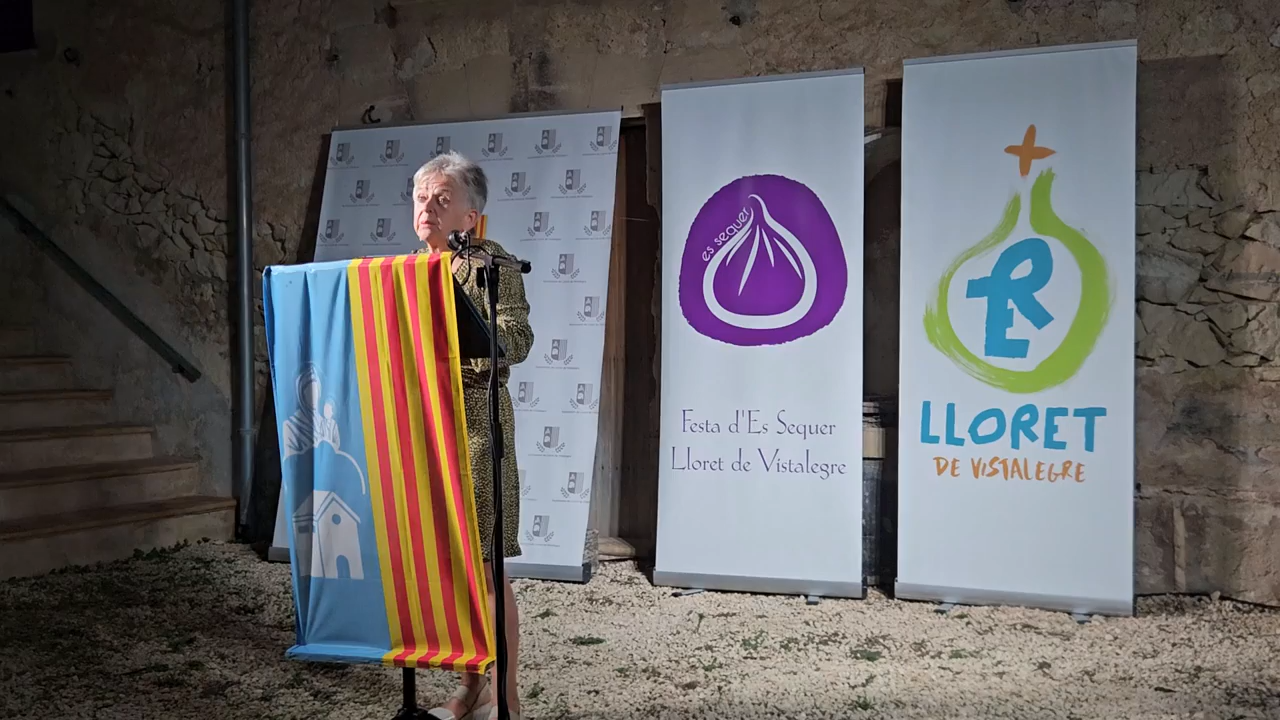 es sequer
Festa d'Es Sequer
Lloret de Vistalegre
LLORET
DE VISTALEGRE